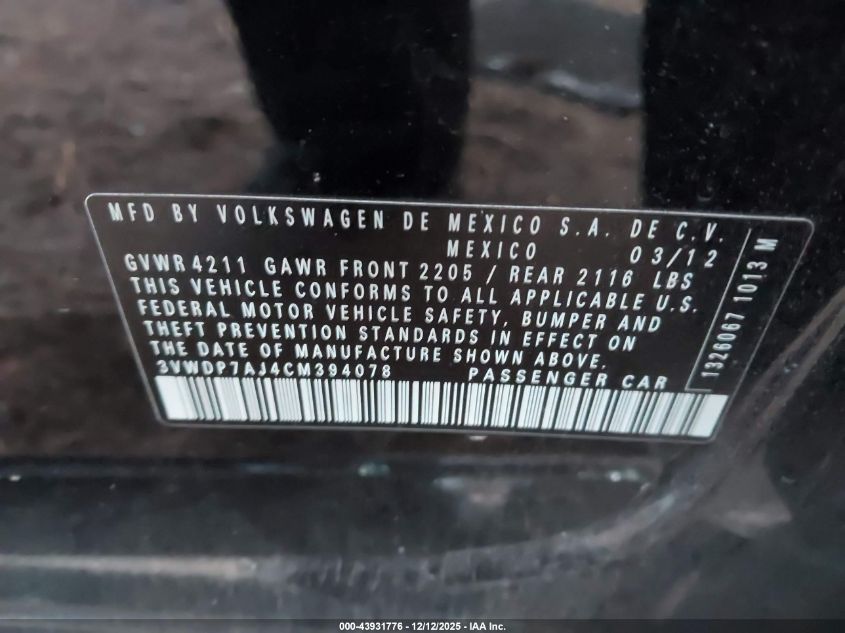 MFD BY VOLKSWAGEN DE MEXICO S.A. DE C.V.
MEXICO 03/12
GVWR 4211 GAWR FRONT 2205 / REAR 2116 LBS
THIS VEHICLE CONFORMS TO ALL APPLICABLE U.S.
FEDERAL MOTOR VEHICLE SAFETY, BUMPER AND
THEFT PREVENTION STANDARDS IN EFFECT ON
THE DATE OF MANUFACTURE SHOWN ABOVE.
3VWDP7AJ4CM394078 PASSENGER CAR
1326067 1013 M
000-43931776 - 12/12/2025 - IAA Inc.